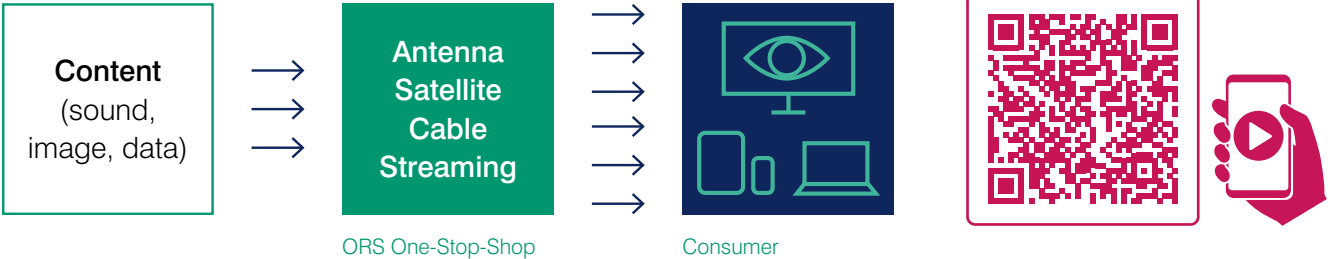 Content
(sound,
image, data)
Antenna
Satellite
Cable
Streaming
ORS One-Stop-Shop
Consumer